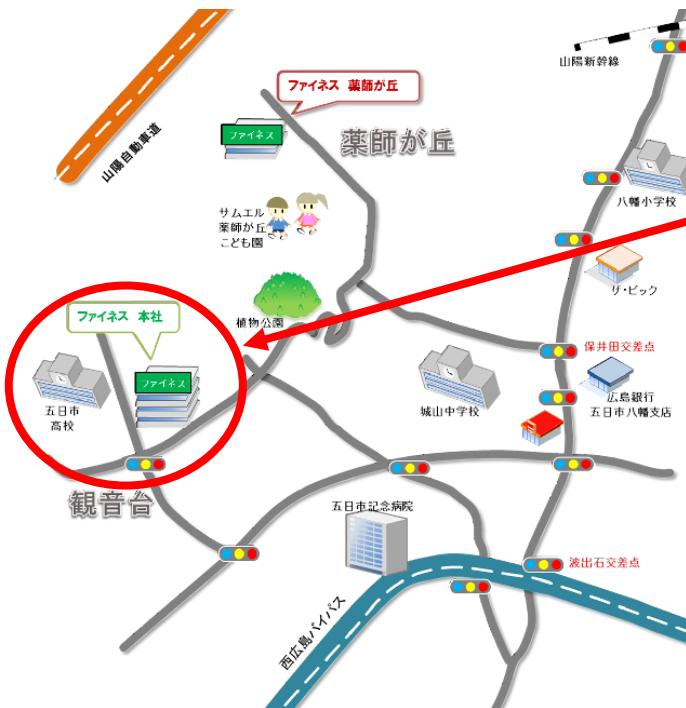 山陽新幹線
ファイネス 薬師が丘
ファイネス
薬師が丘
山陽自動車道
八幡小学校
サムエル
薬師が丘
こども園
ザ・ビック
植物公園
ファイネス 本社
保井田交差点
ファイネス
五日市
高校
城山中学校
広島銀行
五日市八幡支店
観音台
五日市記念病院
波出石交差点
西広島バイパス